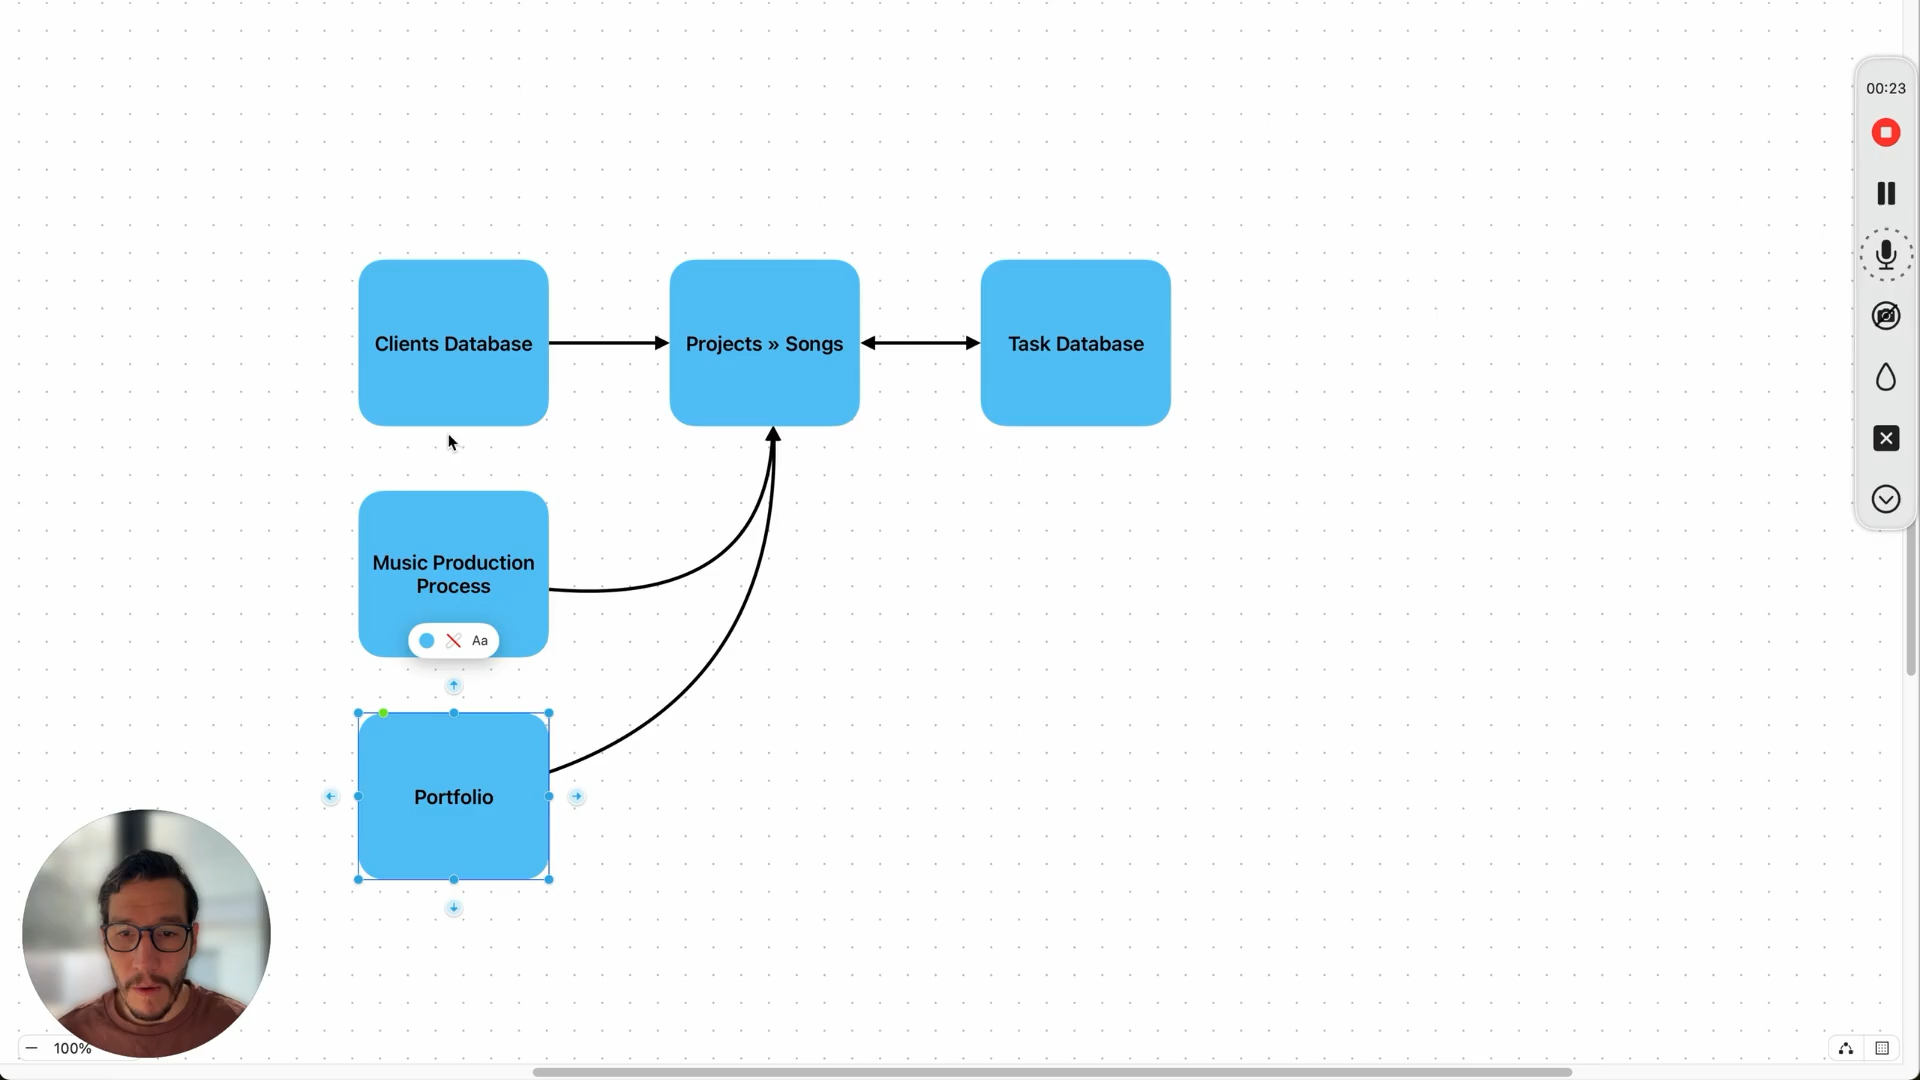 00:23
Clients Database
Projects » Songs
Task Database
Music Production
Process
Aa
Portfolio
100%